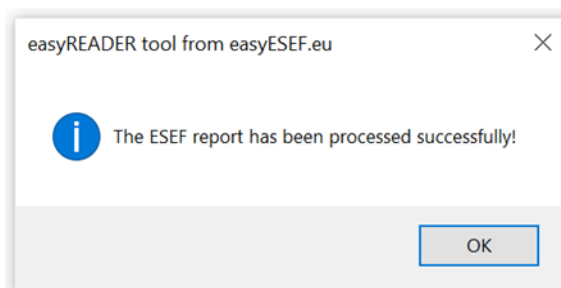 easyREADER tool from easyESEF.eu
The ESEF report has been processed successfully!
OK